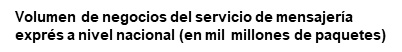 Volumen de negocios del servicio de mensajería
exprés a nivel nacional (en mil millones de paquetes)